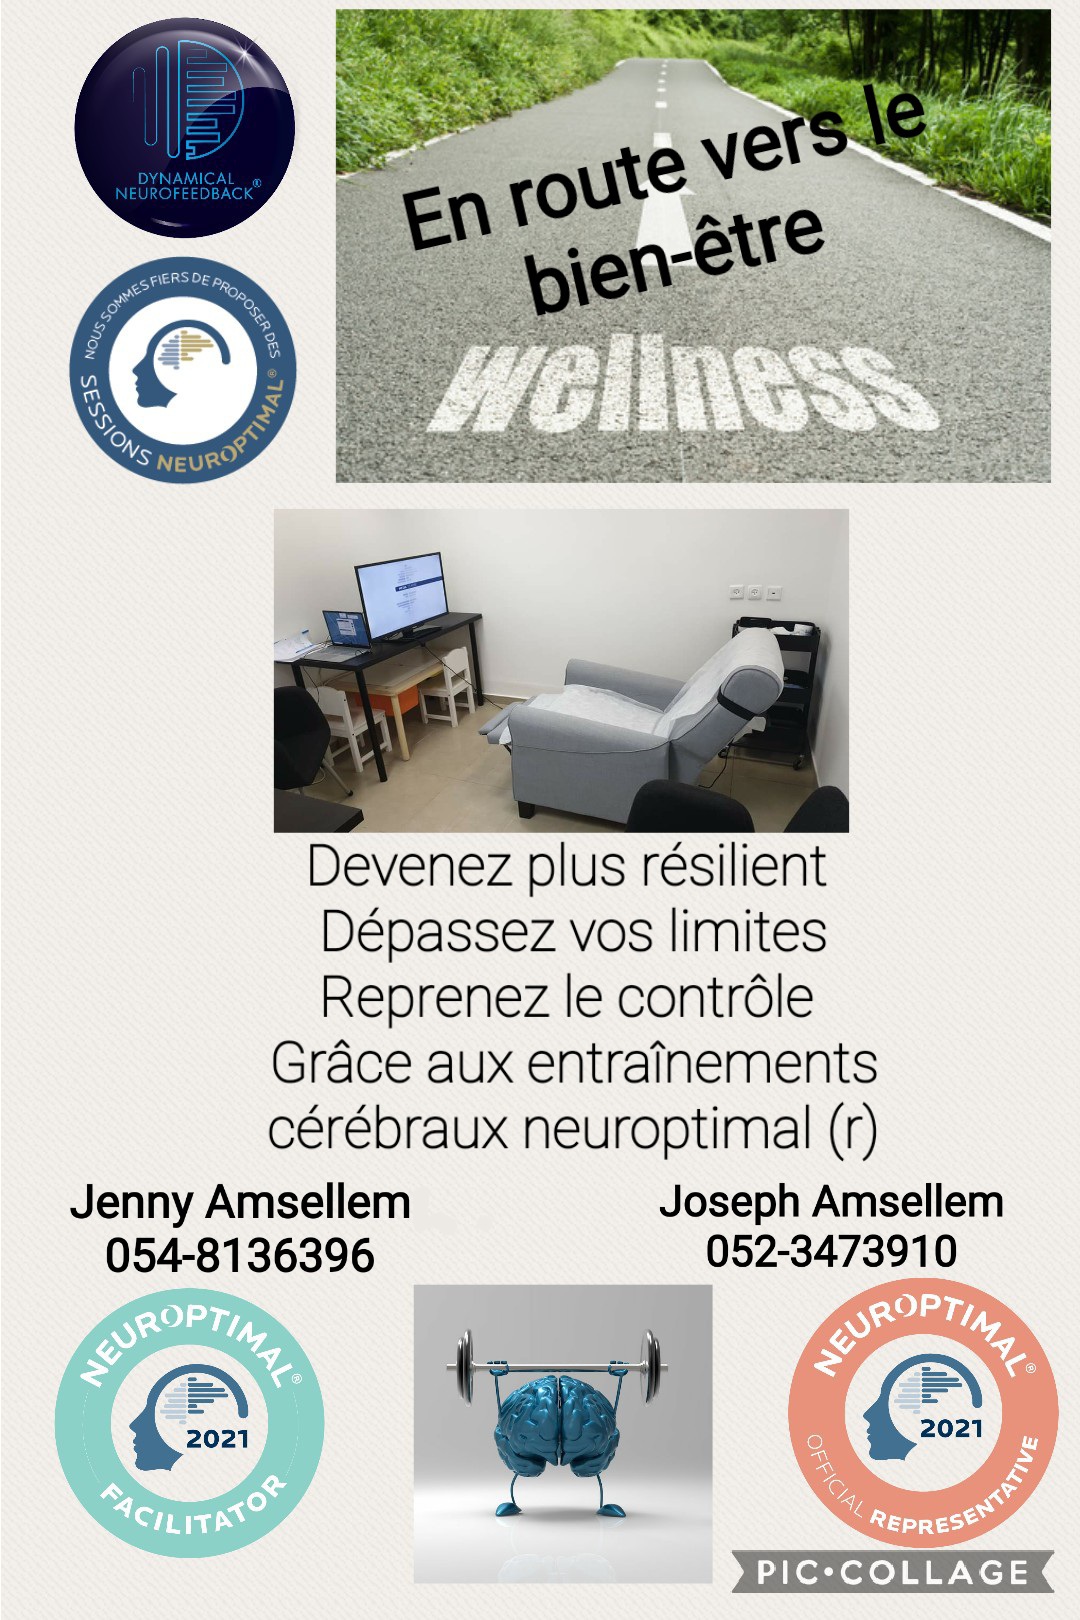 DYNAMICAL
NEUROFEEDBACK®
En route vers le
bien-être
wellness
NOUS SOMMES FIERS DE PROPOSER DES
SESSIONS NEUROPTIMAL®
Devenez plus résilient
Dépassez vos limites
Reprenez le contrôle
Grâce aux entraînements
cérébraux neuroptimal (r)
Jenny Amsellem
054-8136396
Joseph Amsellem
052-3473910
NEUROPTIMAL®
2021
FACILITATOR
NEUROPTIMAL®
2021
OFFICIAL REPRESENTATIVE
PIC•COLLAGE